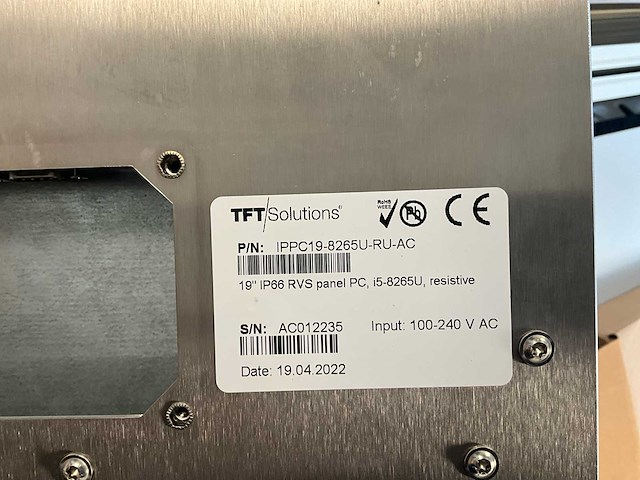 TFT/Solutions®
RoHS
WEEE
Pb
CE
P/N: IPPC19-8265U-RU-AC
19" IP66 RVS panel PC, i5-8265U, resistive
S/N: AC012235 Input: 100-240 V AC
Date: 19.04.2022